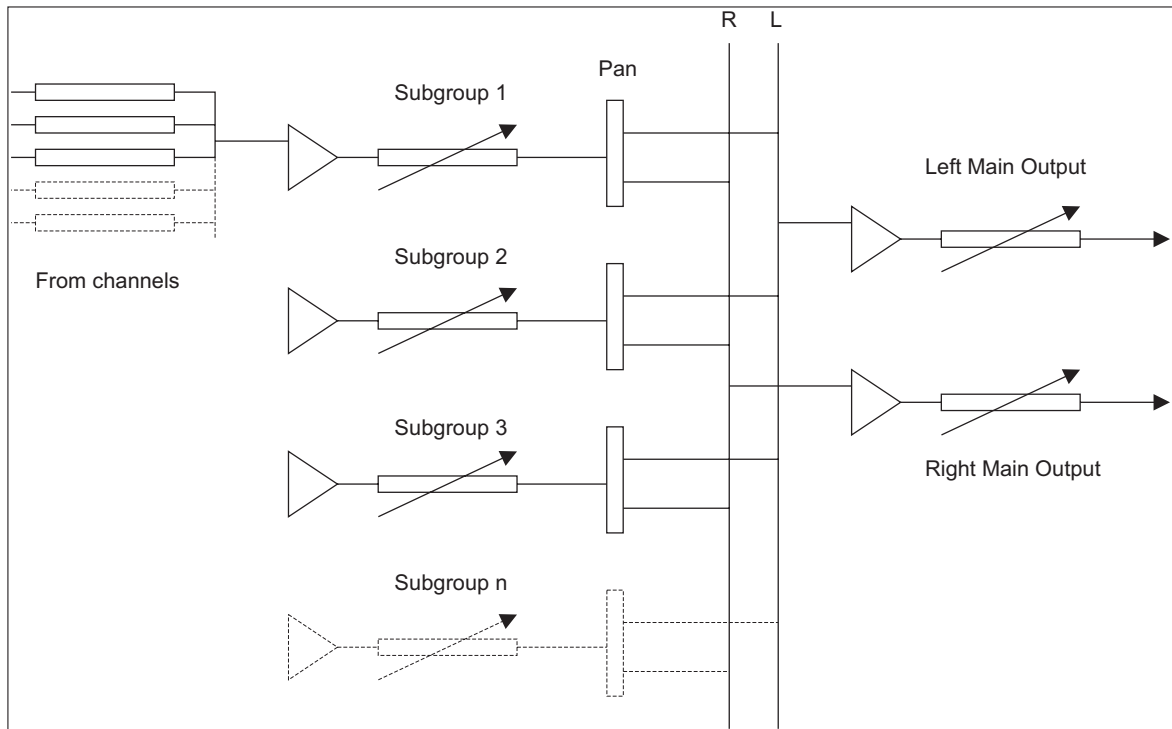 R L
Pan
Subgroup 1
Left Main Output
Subgroup 2
From channels
Subgroup 3
Right Main Output
Subgroup n